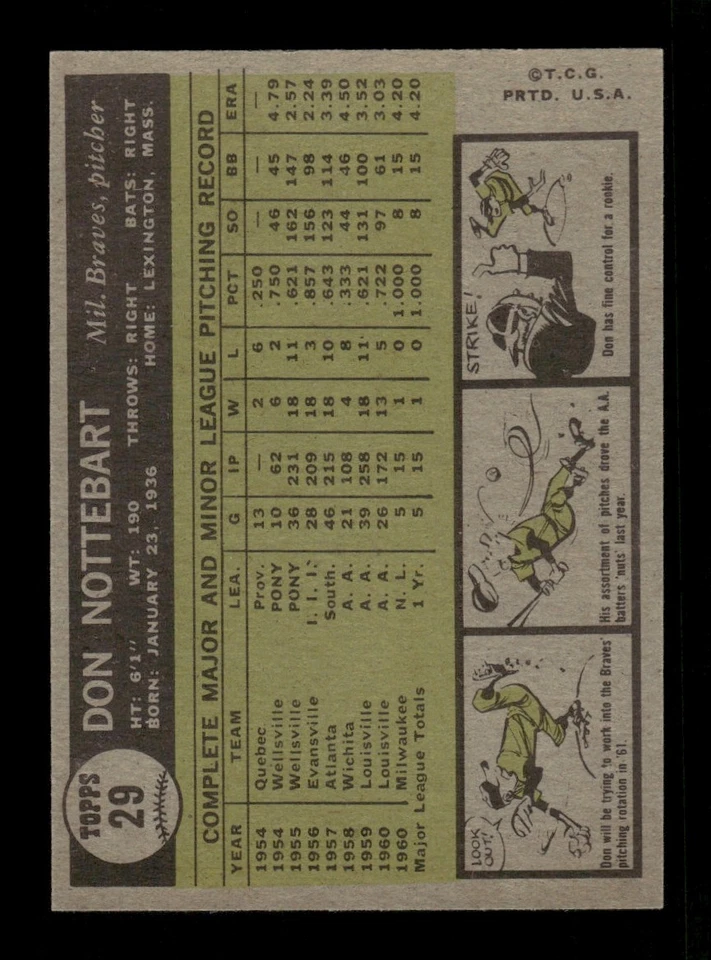 TOPPS
29
DON NOTTEBART Mil. Braves, pitcher
HT: 6'1" WT: 190 THROWS: RIGHT BATS: RIGHT
BORN: JANUARY 23, 1936 HOME: LEXINGTON, MASS.
COMPLETE MAJOR AND MINOR LEAGUE PITCHING RECORD
YEAR TEAM LEA. G IP W L PCT SO BB ERA
1954 Quebec Prov. 13 — 2 6 .250 — — —
1954 Wellsville PONY 10 62 6 2 .750 46 45 4.79
1955 Wellsville PONY 36 231 18 11 .621 162 147 2.57
1956 Evansville I. I. I. 28 209 18 3 .857 156 98 2.24
1957 Atlanta South. 46 215 18 10 .643 123 114 3.39
1958 Wichita A. A. 21 108 4 8 .333 44 46 4.50
1959 Louisville A. A. 39 258 18 11 .621 131 100 3.52
1960 Louisville A. A. 26 172 13 5 .722 97 61 3.03
1960 Milwaukee N. L. 5 15 1 0 1.000 8 15 4.20
Major League Totals 1 Yr. 5 15 1 0 1.000 8 15 4.20
LOOK
OUT!
Don will be trying to work into the Braves'
pitching rotation in '61.
His assortment of pitches drove the A.A.
batters 'nuts' last year.
STRIKE!
Don has fine control for a rookie.
©T.C.G.
PRTD. U.S.A.